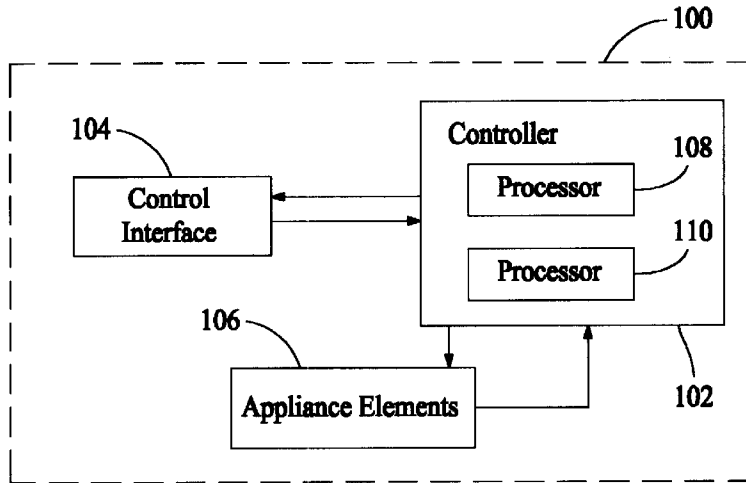 100
104
Controller
108
Control
Interface
Processor
110
Processor
106
Appliance Elements
102